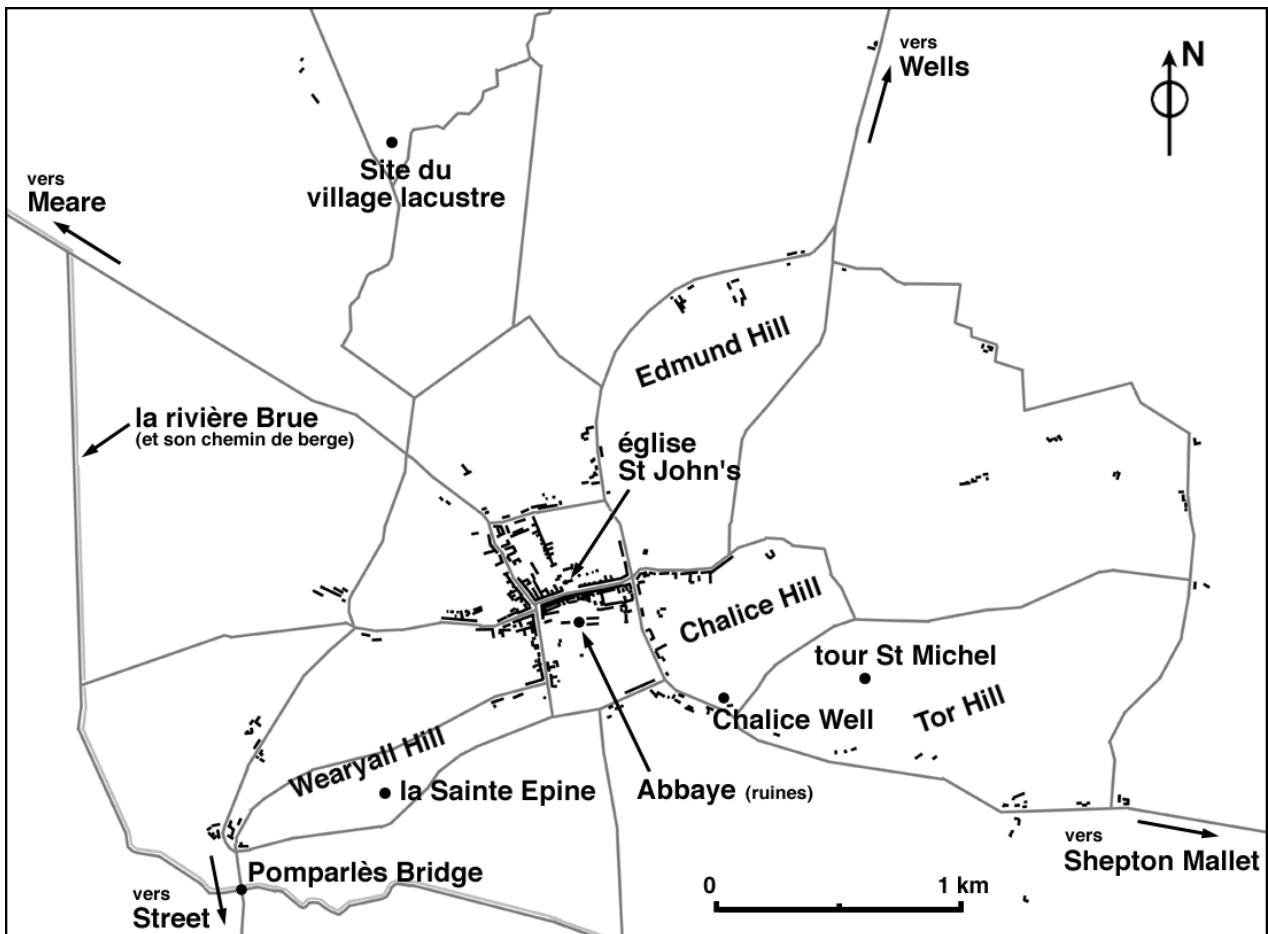 vers
Wells
N
Site du
village lacustre
vers
Meare
Edmund Hill
la rivière Brue
(et son chemin de berge)
église
St John's
Chalice Hill
tour St Michel
Chalice Well
Tor Hill
Wearyall Hill
la Sainte Epine
Abbaye (ruines)
vers
Shepton Mallet
Pomparlès Bridge
vers
Street
0 1 km